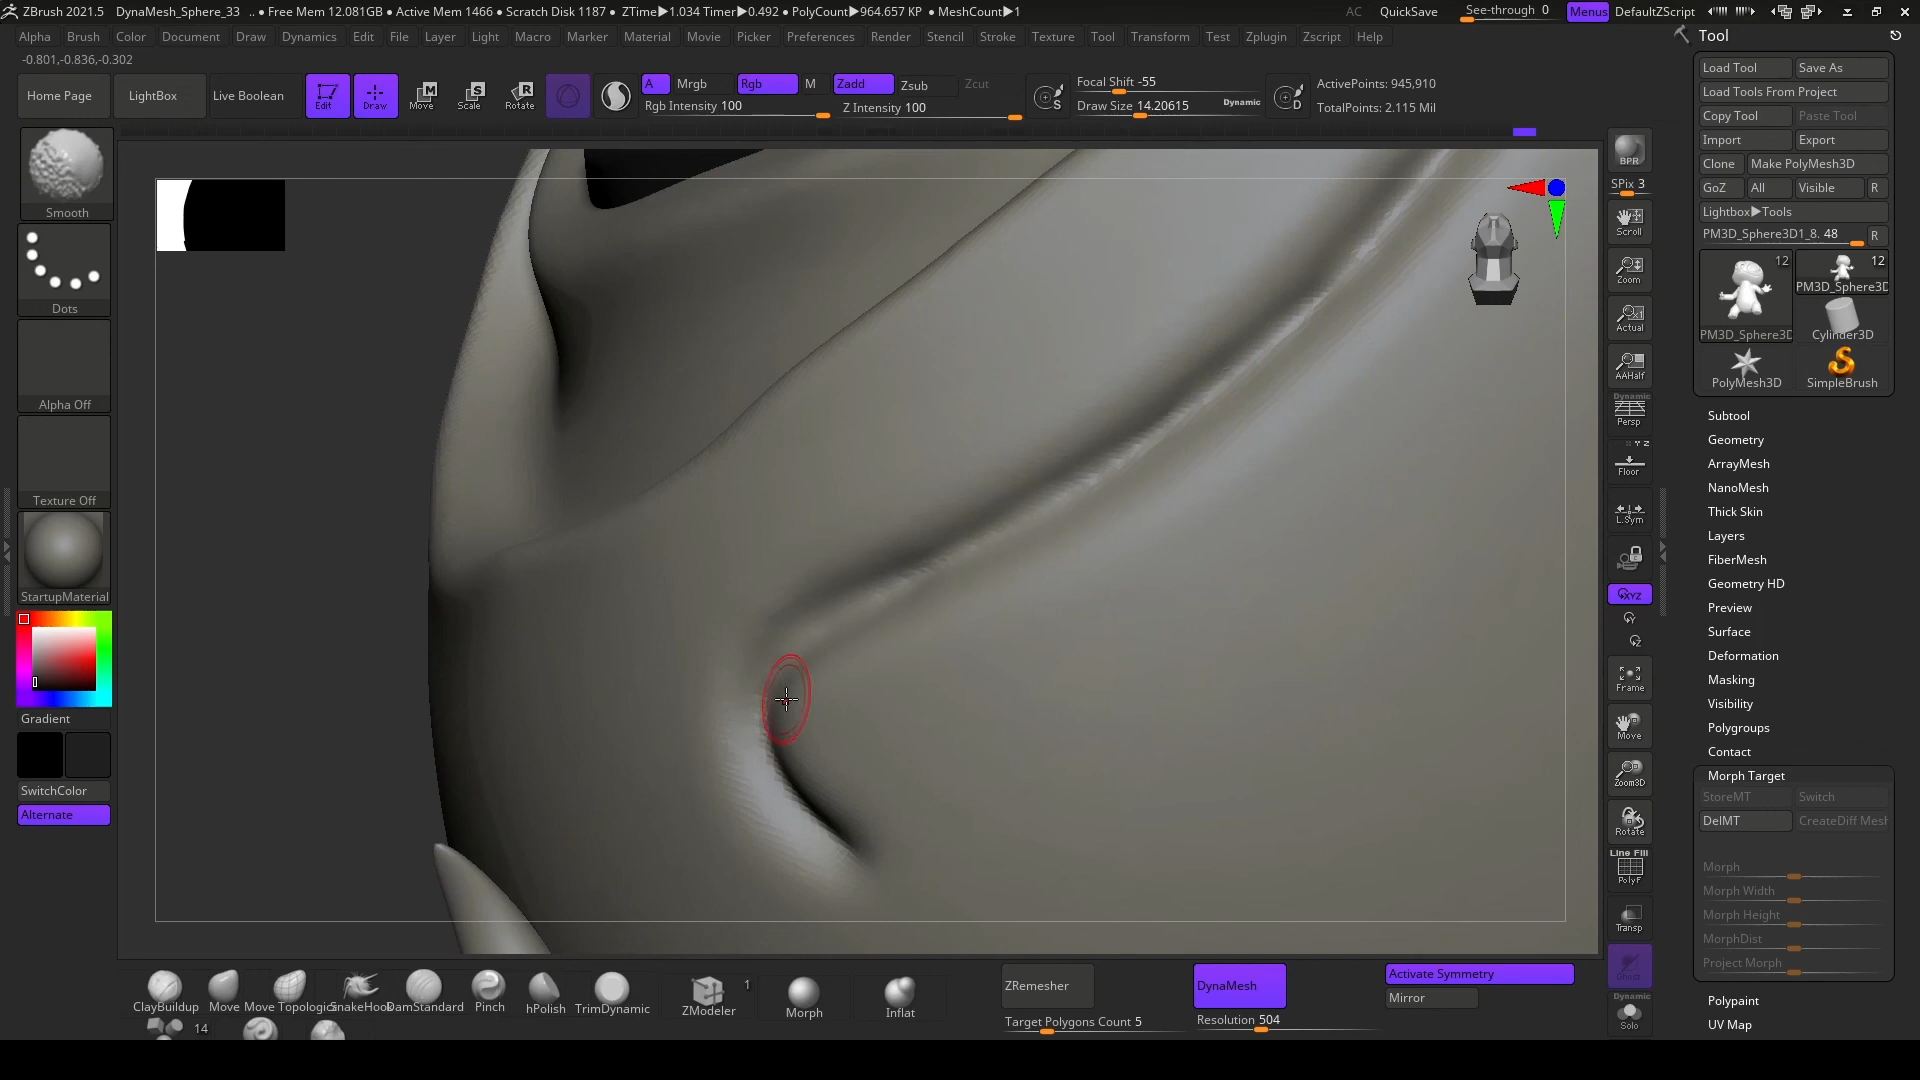 ZBrush 2021.5 DynaMesh_Sphere_33 .. • Free Mem 12.081GB • Active Mem 1466 • Scratch Disk 1187 • ZTime▶1.034 Timer▶0.492 • PolyCount▶964.657 KP • MeshCount▶1 AC QuickSave See-through 0 Menus DefaultZScript
Alpha Brush Color Document Draw Dynamics Edit File Layer Light Macro Marker Material Movie Picker Preferences Render Stencil Stroke Texture Tool Transform Test Zplugin Zscript Help
-0.801,-0.836,-0.302
Home Page LightBox Live Boolean Edit Draw Move Scale Rotate
A Mrgb Rgb M Zadd Zsub Zcut
Rgb Intensity 100 Z Intensity 100
S Focal Shift -55
Draw Size 14.20615 Dynamic D
ActivePoints: 945,910
TotalPoints: 2.115 Mil
Smooth
Dots
Alpha Off
Texture Off
StartupMaterial
Gradient
SwitchColor
Alternate
BPR
SPix 3
Scroll
Zoom
Actual
AAHalf
Dynamic
Persp
Floor
L.Sym
XYZ
Y
Z
Frame
Move
Zoom3D
Rotate
Line Fill
PolyF
Transp
Ghost
Dynamic
Solo
Tool
Load Tool Save As
Load Tools From Project
Copy Tool Paste Tool
Import Export
Clone Make PolyMesh3D
GoZ All Visible R
Lightbox▶Tools
PM3D_Sphere3D1_8. 48 R
12 12
PM3D_Sphere3D
PM3D_Sphere3D Cylinder3D
PolyMesh3D SimpleBrush
Subtool
Geometry
ArrayMesh
NanoMesh
Thick Skin
Layers
FiberMesh
Geometry HD
Preview
Surface
Deformation
Masking
Visibility
Polygroups
Contact
Morph Target
StoreMT Switch
DelMT CreateDiff Mesh
Morph
Morph Width
Morph Height
MorphDist
Project Morph
Polypaint
UV Map
ClayBuildup Move Move Topologic SnakeHook DamStandard Pinch hPolish TrimDynamic ZModeler 1 Morph Inflat
14
ZRemesher
Target Polygons Count 5
DynaMesh
Resolution 504
Activate Symmetry
Mirror